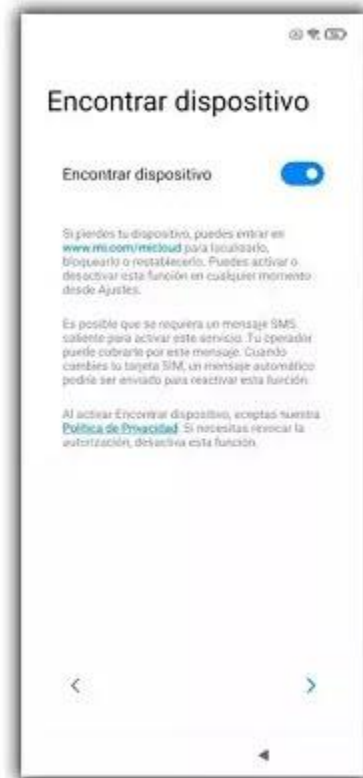 Encontrar dispositivo
Encontrar dispositivo
Si pierdes tu dispositivo, puedes entrar en
www.mi.com/micloud para localizarlo,
bloquearlo o restablecerlo. Puedes activar o
desactivar esta función en cualquier momento
desde Ajustes.
Es posible que se requiera un mensaje SMS
saliente para activar este servicio. Tu operador
puede cobrarte por este mensaje. Cuando
cambies tu tarjeta SIM, un mensaje automático
podría ser enviado para reactivar esta función.
Al activar Encontrar dispositivo, aceptas nuestra
Política de Privacidad. Si necesitas revocar la
autorización, desactiva esta función.